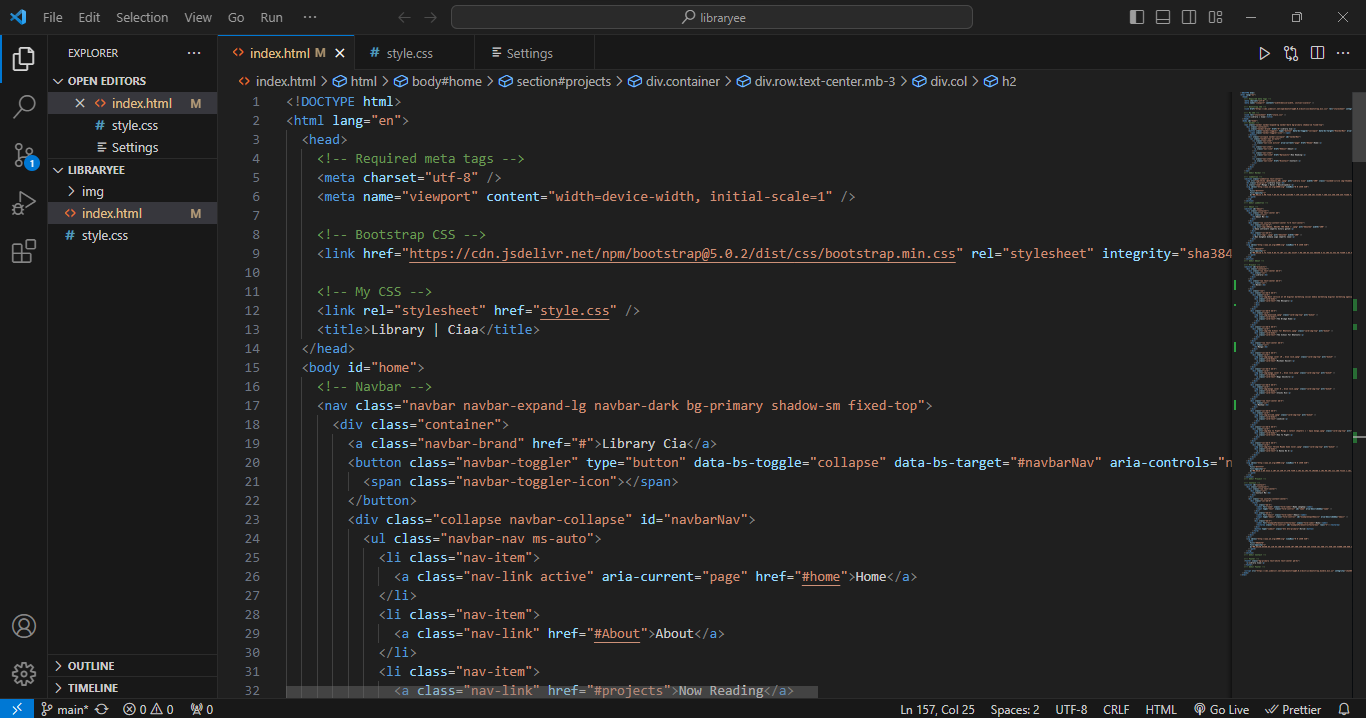 File Edit Selection View Go Run ···
libraryee
EXPLORER
OPEN EDITORS
index.html M
style.css
Settings
LIBRARYEE
img
index.html M
style.css
OUTLINE
TIMELINE
index.html M
style.css
Settings
index.html > html > body#home > section#projects > div.container > div.row.text-center.mb-3 > div.col > h2
1 <!DOCTYPE html>
2 <html lang="en">
3 <head>
4 <!-- Required meta tags -->
5 <meta charset="utf-8" />
6 <meta name="viewport" content="width=device-width, initial-scale=1" />
7
8 <!-- Bootstrap CSS -->
9 <link href="https://cdn.jsdelivr.net/npm/bootstrap@5.0.2/dist/css/bootstrap.min.css" rel="stylesheet" integrity="sha384
10
11 <!-- My CSS -->
12 <link rel="stylesheet" href="style.css" />
13 <title>Library | Ciaa</title>
14 </head>
15 <body id="home">
16 <!-- Navbar -->
17 <nav class="navbar navbar-expand-lg navbar-dark bg-primary shadow-sm fixed-top">
18 <div class="container">
19 <a class="navbar-brand" href="#">Library Cia</a>
20 <button class="navbar-toggler" type="button" data-bs-toggle="collapse" data-bs-target="#navbarNav" aria-controls="n
21 <span class="navbar-toggler-icon"></span>
22 </button>
23 <div class="collapse navbar-collapse" id="navbarNav">
24 <ul class="navbar-nav ms-auto">
25 <li class="nav-item">
26 <a class="nav-link active" aria-current="page" href="#home">Home</a>
27 </li>
28 <li class="nav-item">
29 <a class="nav-link" href="#About">About</a>
30 </li>
31 <li class="nav-item">
32 <a class="nav-link" href="#projects">Now Reading</a>
1
main* 0 0 0
Ln 157, Col 25 Spaces: 2 UTF-8 CRLF HTML Go Live Prettier